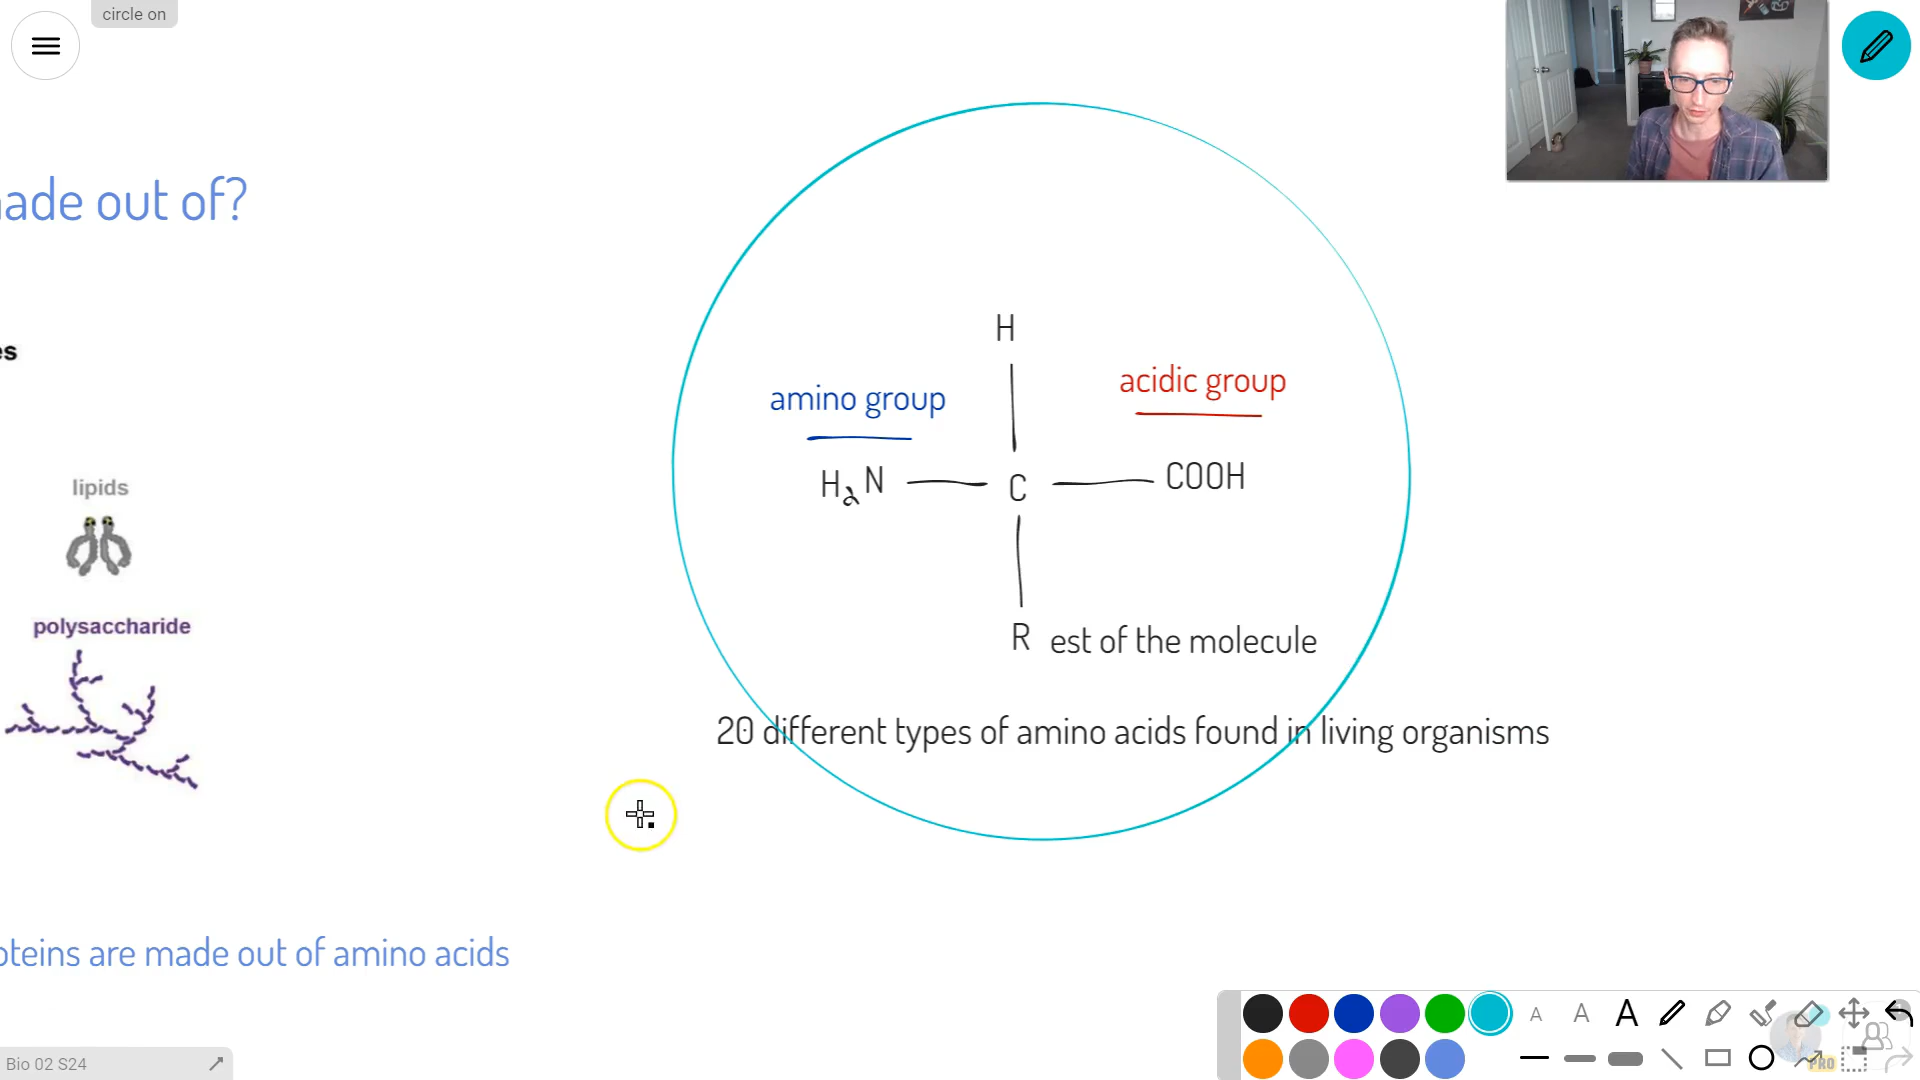 circle on
ade out of?
es
H
amino group
acidic group
H2N
C
COOH
lipids
R est of the molecule
polysaccharide
20 different types of amino acids found in living organisms
oteins are made out of amino acids
A A A
Bio 02 S24
PRO